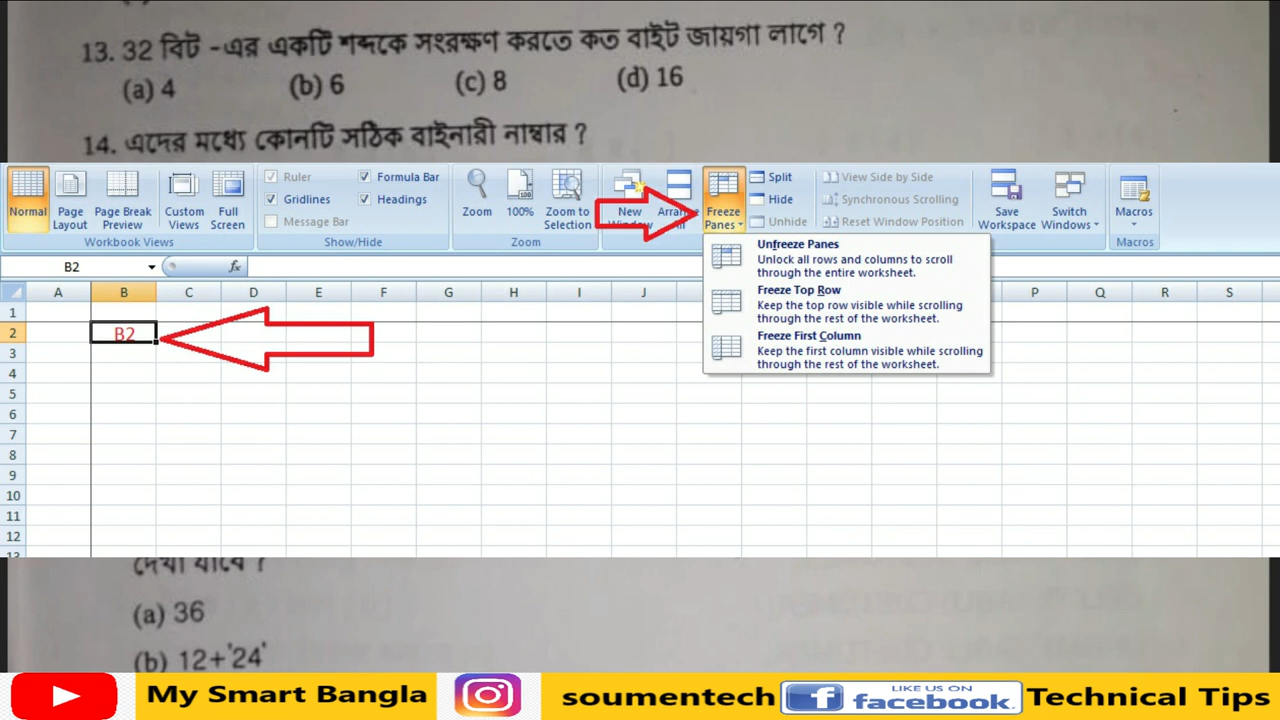 13. 32 বিট -এর একটি শব্দকে সংরক্ষণ করতে কত বাইট জায়গা লাগে ?
(a) 4 (b) 6 (c) 8 (d) 16
14. এদের মধ্যে কোনটি সঠিক বাইনারী নাম্বার ?
Normal
Page Layout
Page Break Preview
Custom Views
Full Screen
Workbook Views
Ruler
Formula Bar
Gridlines
Headings
Message Bar
Show/Hide
Zoom
100%
Zoom to Selection
Zoom
New
Freeze Panes
Split
Hide
Unhide
View Side by Side
Synchronous Scrolling
Reset Window Position
Save Workspace
Switch Windows
Macros
Macros
Unfreeze Panes
Unlock all rows and columns to scroll
through the entire worksheet.
Freeze Top Row
Keep the top row visible while scrolling
through the rest of the worksheet.
Freeze First Column
Keep the first column visible while scrolling
through the rest of the worksheet.
B2 fx
A B C D E F G H I J P Q R S
1
2 B2
3
4
5
6
7
8
9
10
11
12
দেখা যাবে ?
(a) 36
(b) 12+'24'
My Smart Bangla
soumentech
LIKE US ON
facebook.
Technical Tips